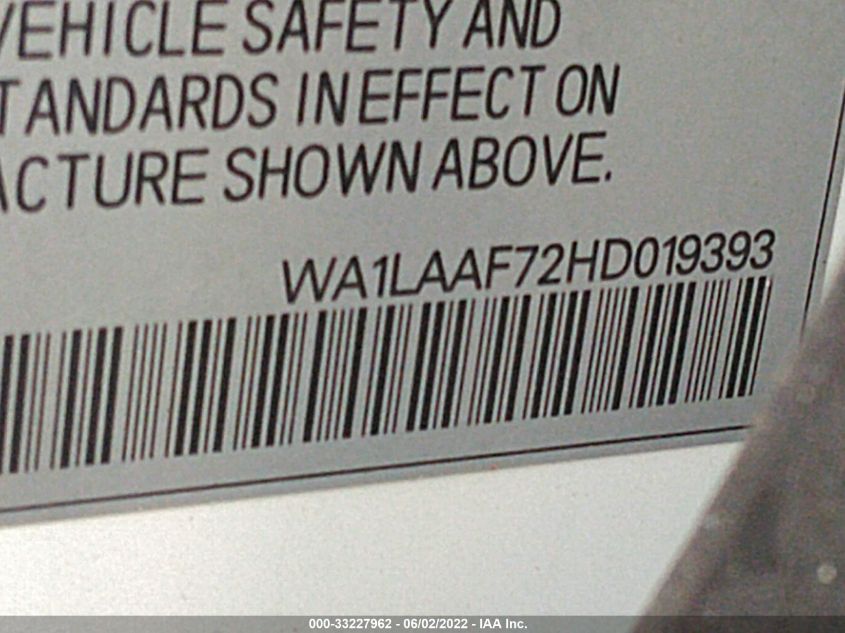 VEHICLE SAFETY AND
TANDARDS IN EFFECT ON
ACTURE SHOWN ABOVE.
WA1LAAF72HD019393
000-33227962 - 06/02/2022 - IAA Inc.